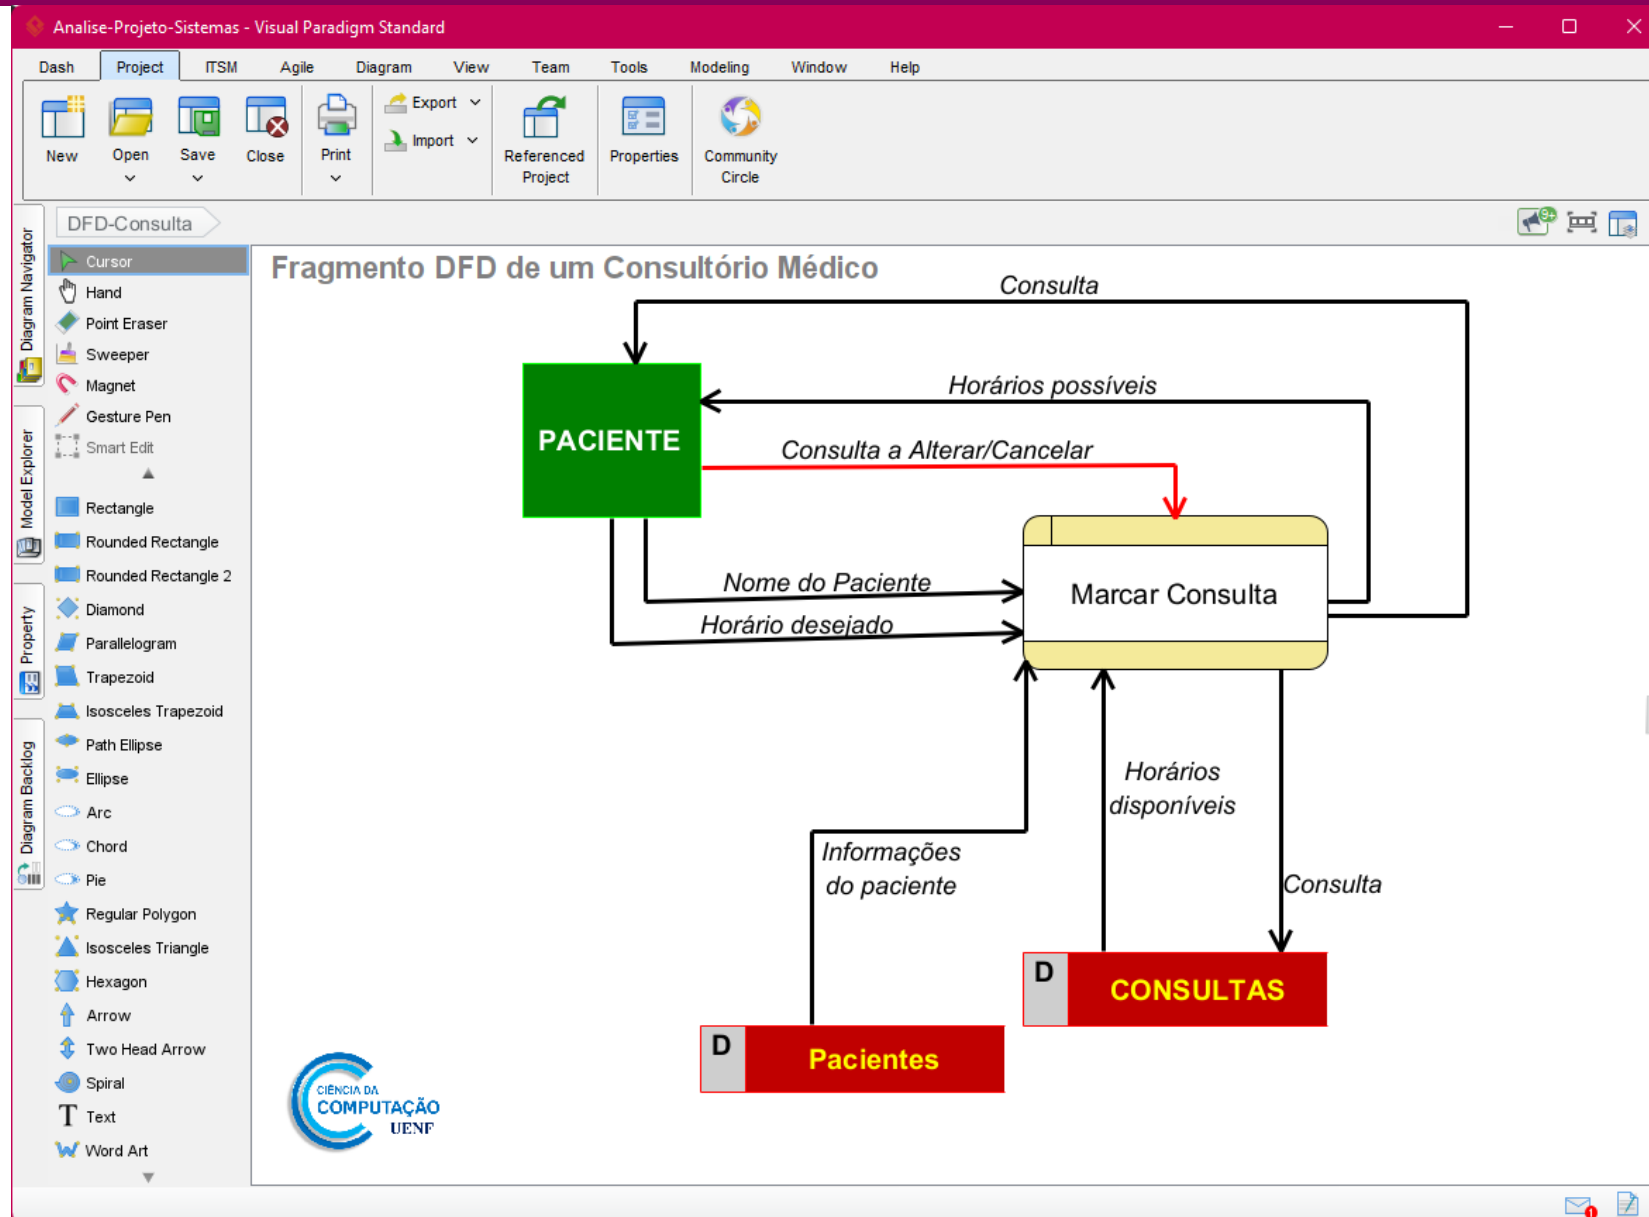 Analise-Projeto-Sistemas - Visual Paradigm Standard
Dash Project ITSM Agile Diagram View Team Tools Modeling Window Help
New Open Save Close Print Export Import Referenced Project Properties Community Circle
DFD-Consulta
9+
Diagram Navigator
Model Explorer
Property
Diagram Backlog
Cursor
Hand
Point Eraser
Sweeper
Magnet
Gesture Pen
Smart Edit
Rectangle
Rounded Rectangle
Rounded Rectangle 2
Diamond
Parallelogram
Trapezoid
Isosceles Trapezoid
Path Ellipse
Ellipse
Arc
Chord
Pie
Regular Polygon
Isosceles Triangle
Hexagon
Arrow
Two Head Arrow
Spiral
T Text
Word Art
Fragmento DFD de um Consultório Médico
Consulta
Horários possíveis
PACIENTE
Consulta a Alterar/Cancelar
Nome do Paciente
Marcar Consulta
Horário desejado
Horários
disponíveis
Informações
do paciente
Consulta
D CONSULTAS
D Pacientes
CIÊNCIA DA
COMPUTAÇÃO
UENF
1